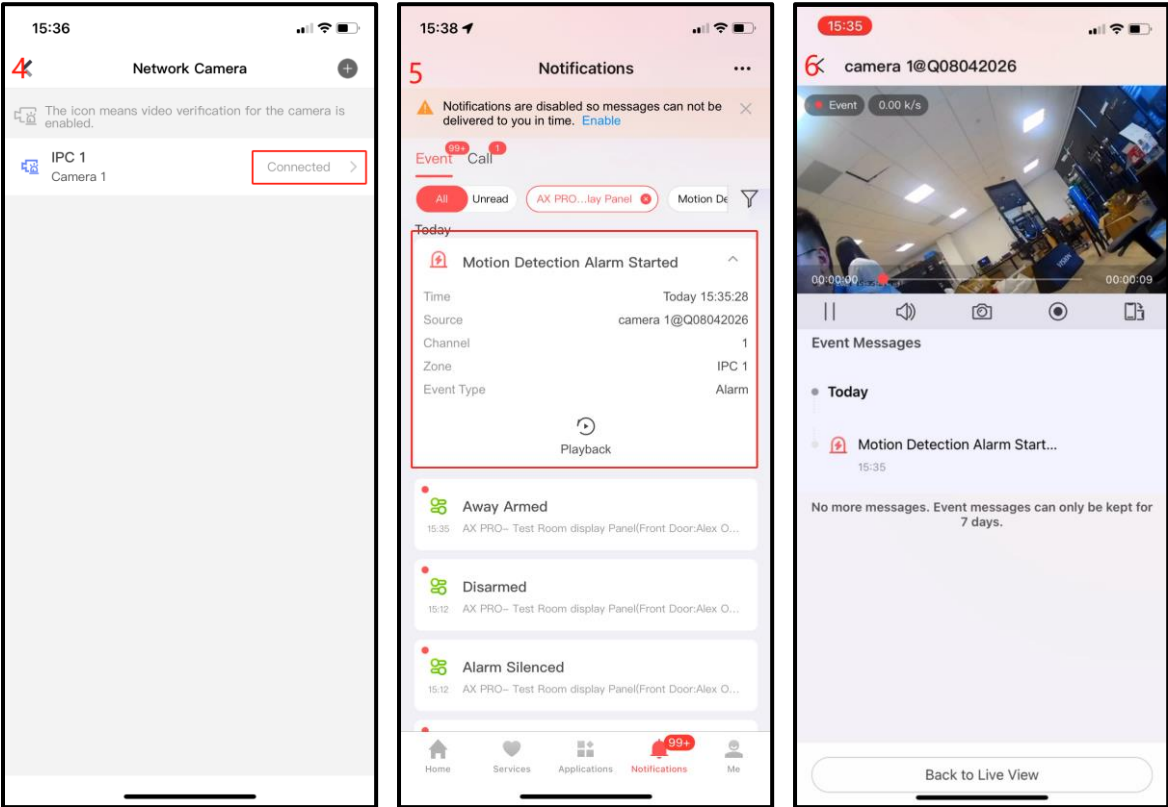 15:36
4
Network Camera
The icon means video verification for the camera is
enabled.
IPC 1
Connected
Camera 1
15:38
5
Notifications
Notifications are disabled so messages can not be
delivered to you in time. Enable
Event 99+ Call 1
All Unread AX PRO...lay Panel Motion De
Today
Motion Detection Alarm Started
Time Today 15:35:28
Source camera 1@Q08042026
Channel 1
Zone IPC 1
Event Type Alarm
Playback
Away Armed
15:35 AX PRO- Test Room display Panel(Front Door:Alex O...
Disarmed
15:12 AX PRO- Test Room display Panel(Front Door:Alex O...
Alarm Silenced
15:12 AX PRO- Test Room display Panel(Front Door:Alex O...
99+
Home Services Applications Notifications Me
15:35
6
camera 1@Q08042026
Event 0.00 k/s
VISION
00:00:00 00:00:09
Event Messages
Today
Motion Detection Alarm Start...
15:35
No more messages. Event messages can only be kept for
7 days.
Back to Live View